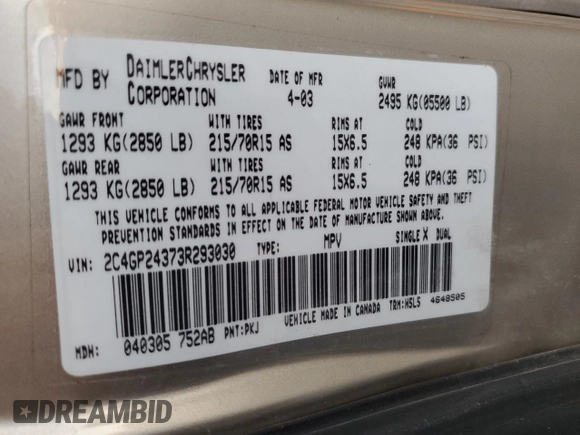 MFD BY DAIMLERCHRYSLER CORPORATION DATE OF MFR 4-03 GVWR 2495 KG(05500 LB)
GAWR FRONT WITH TIRES RIMS AT COLD
1293 KG(2850 LB) 215/70R15 AS 15X6.5 248 KPA(36 PSI)
GAWR REAR WITH TIRES RIMS AT COLD
1293 KG(2850 LB) 215/70R15 AS 15X6.5 248 KPA(36 PSI)
THIS VEHICLE CONFORMS TO ALL APPLICABLE FEDERAL MOTOR VEHICLE SAFETY AND THEFT
PREVENTION STANDARDS IN EFFECT ON THE DATE OF MANUFACTURE SHOWN ABOVE.
VIN: 2C4GP24373R293030 TYPE: MPV SINGLE X DUAL
MDH: 040305 752AB PNT:PKJ VEHICLE MADE IN CANADA TRM:HSL5 4648505
DREAMBID